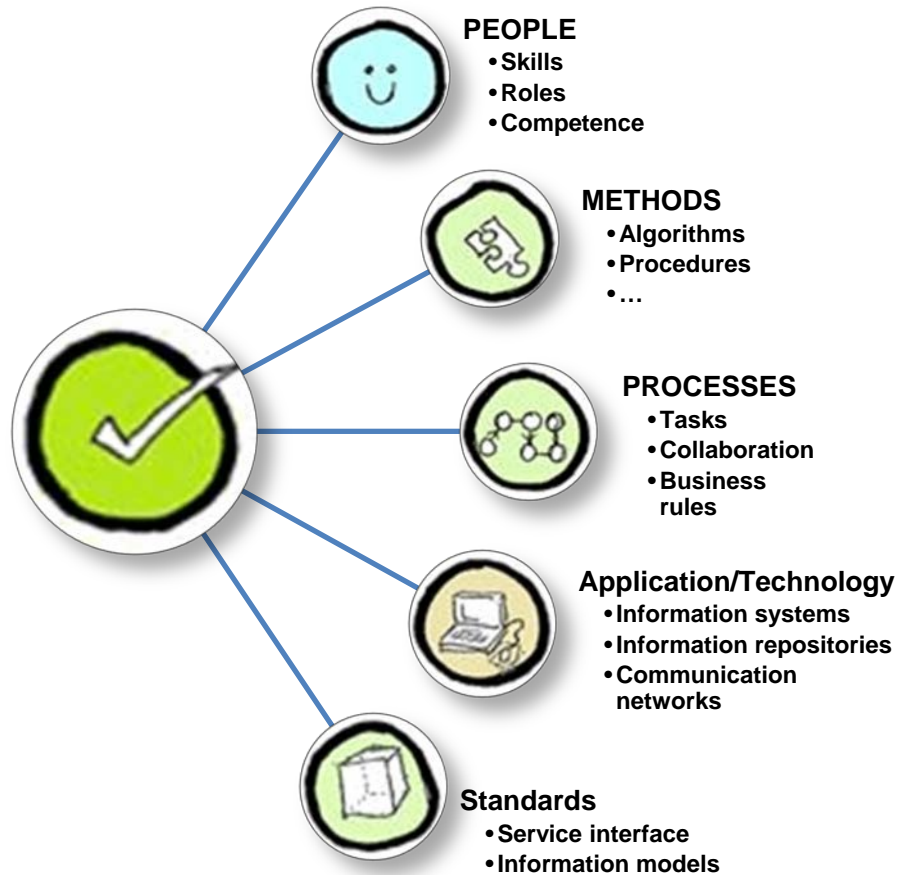 PEOPLE
•Skills
•Roles
•Competence
METHODS
•Algorithms
•Procedures
•…
PROCESSES
•Tasks
•Collaboration
•Business
rules
Application/Technology
•Information systems
•Information repositories
•Communication
networks
Standards
•Service interface
•Information models